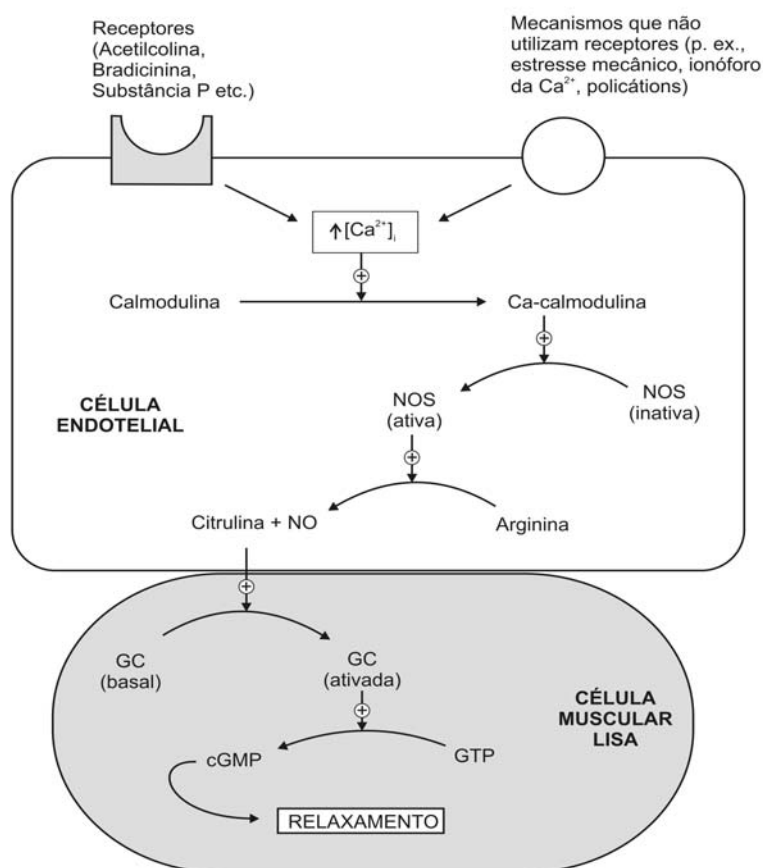 Receptores
(Acetilcolina,
Bradicinina,
Substância P etc.)
Mecanismos que não
utilizam receptores (p. ex.,
estresse mecânico, ionóforo
da Ca²⁺, policátions)
↑[Ca²⁺]ᵢ
+
Calmodulina
Ca-calmodulina
+
CÉLULA
ENDOTELIAL
NOS
(ativa)
NOS
(inativa)
+
Citrulina + NO
Arginina
+
GC
(basal)
GC
(ativada)
+
CÉLULA
MUSCULAR
LISA
cGMP
GTP
RELAXAMENTO